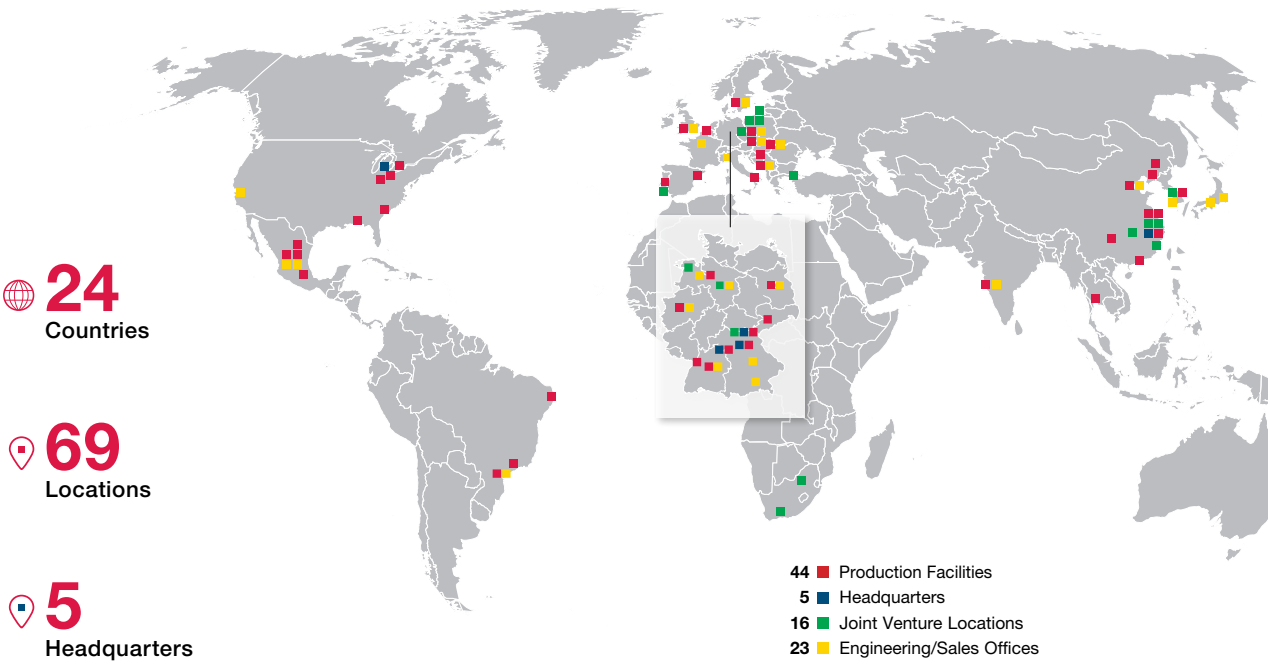 24
Countries
69
Locations
5
Headquarters
44 Production Facilities
5 Headquarters
16 Joint Venture Locations
23 Engineering/Sales Offices